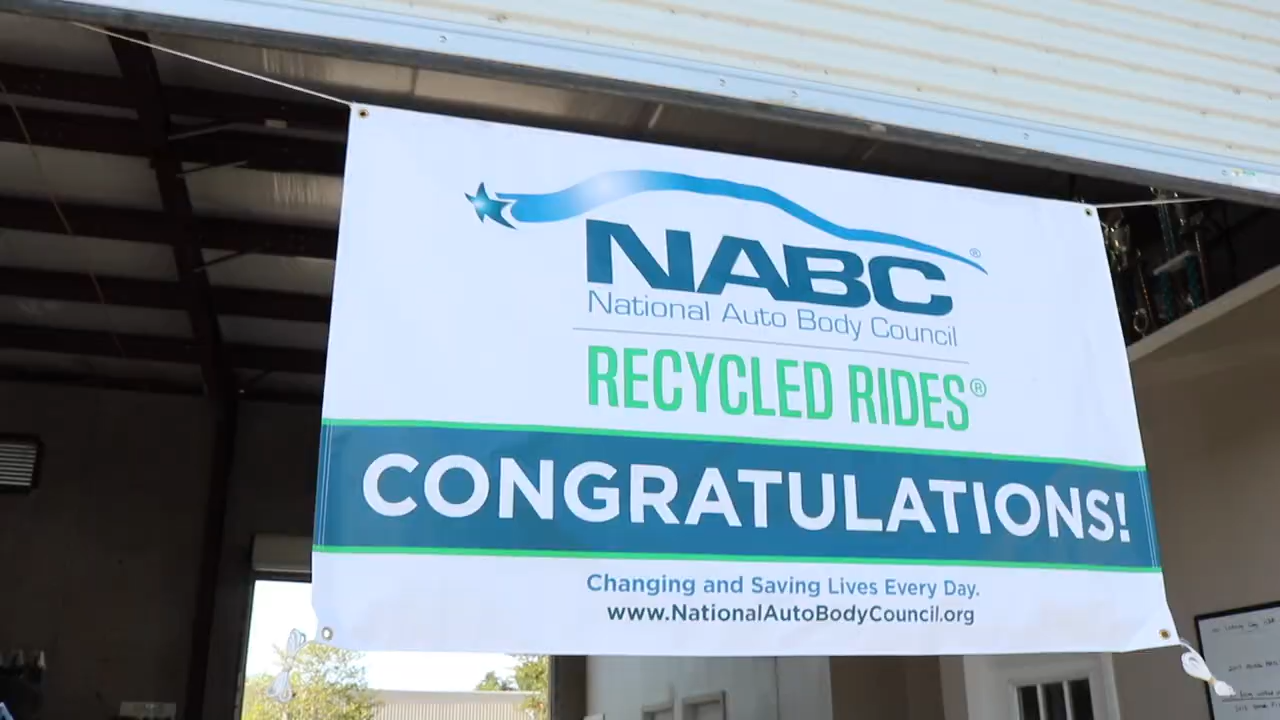 NABC®
National Auto Body Council
RECYCLED RIDES®
CONGRATULATIONS!
Changing and Saving Lives Every Day.
www.NationalAutoBodyCouncil.org